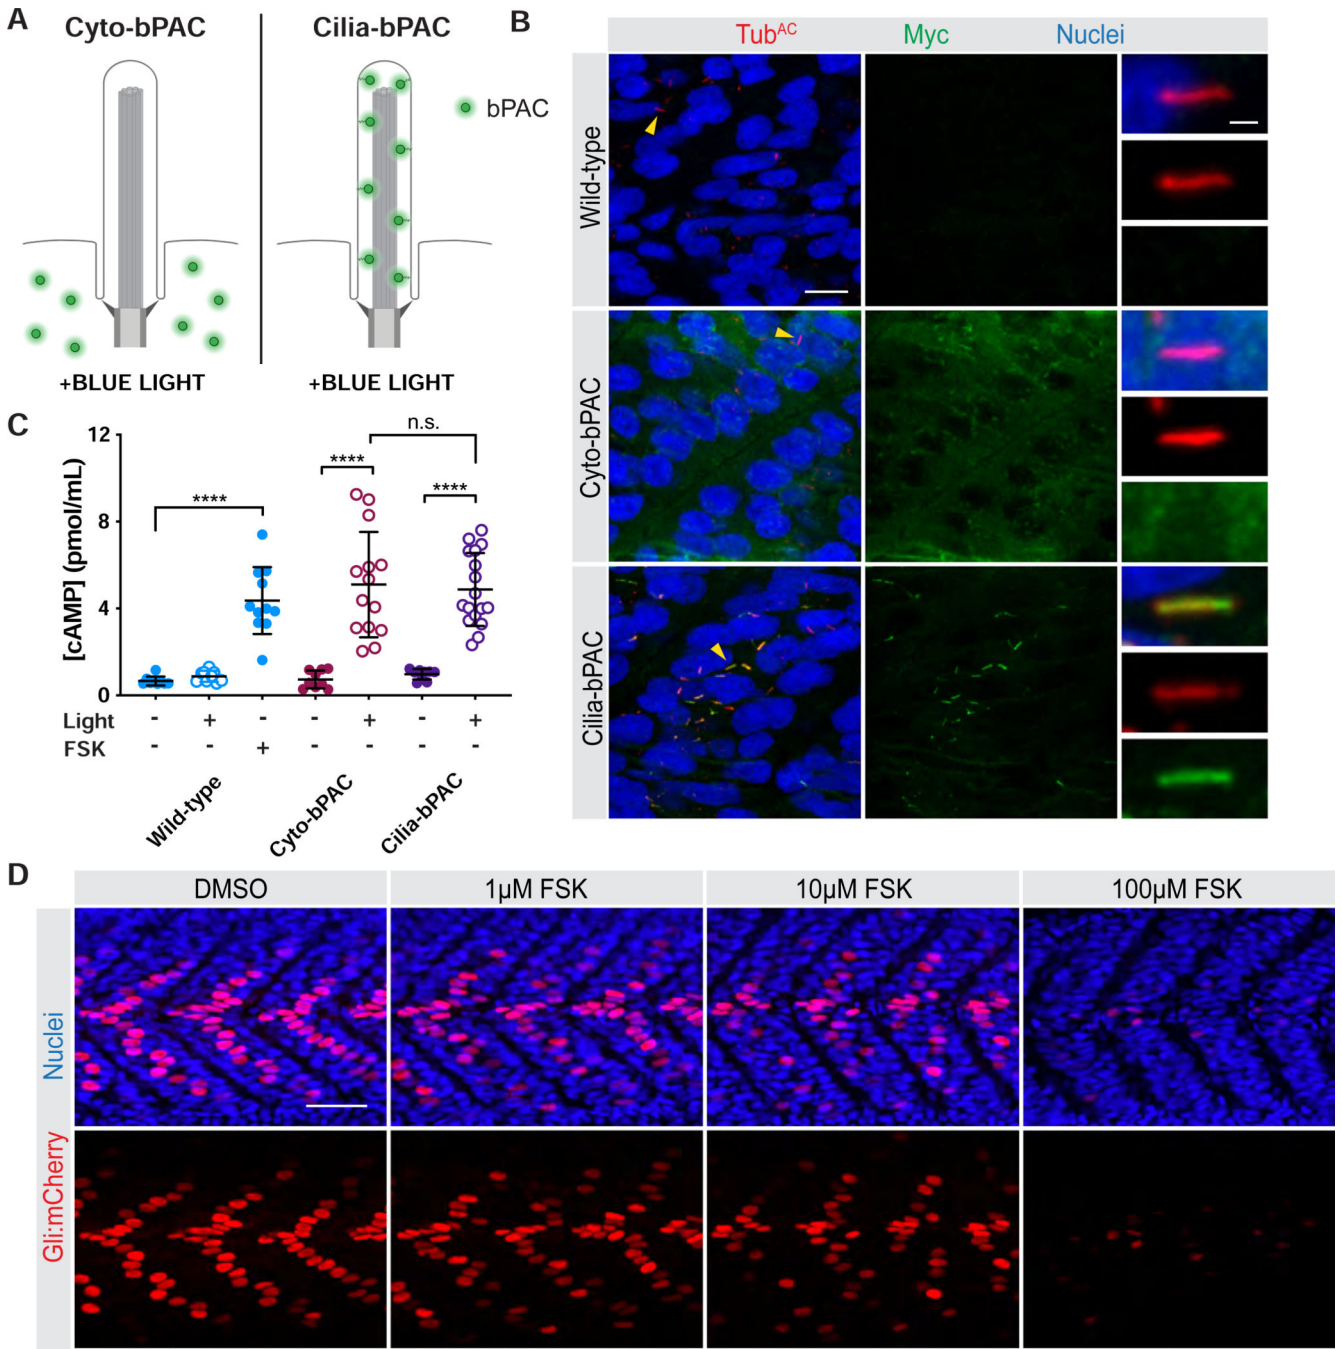 A
Cyto-bPAC
Cilia-bPAC
bPAC
+BLUE LIGHT
+BLUE LIGHT
B
Tub^AC
Myc
Nuclei
Wild-type
Cyto-bPAC
Cilia-bPAC
C
[cAMP] (pmol/mL)
12
8
4
0
****
****
n.s.
****
Light - + - - + - +
FSK - - + - - - -
Wild-type
Cyto-bPAC
Cilia-bPAC
D
DMSO
1µM FSK
10µM FSK
100µM FSK
Nuclei
Gli:mCherry